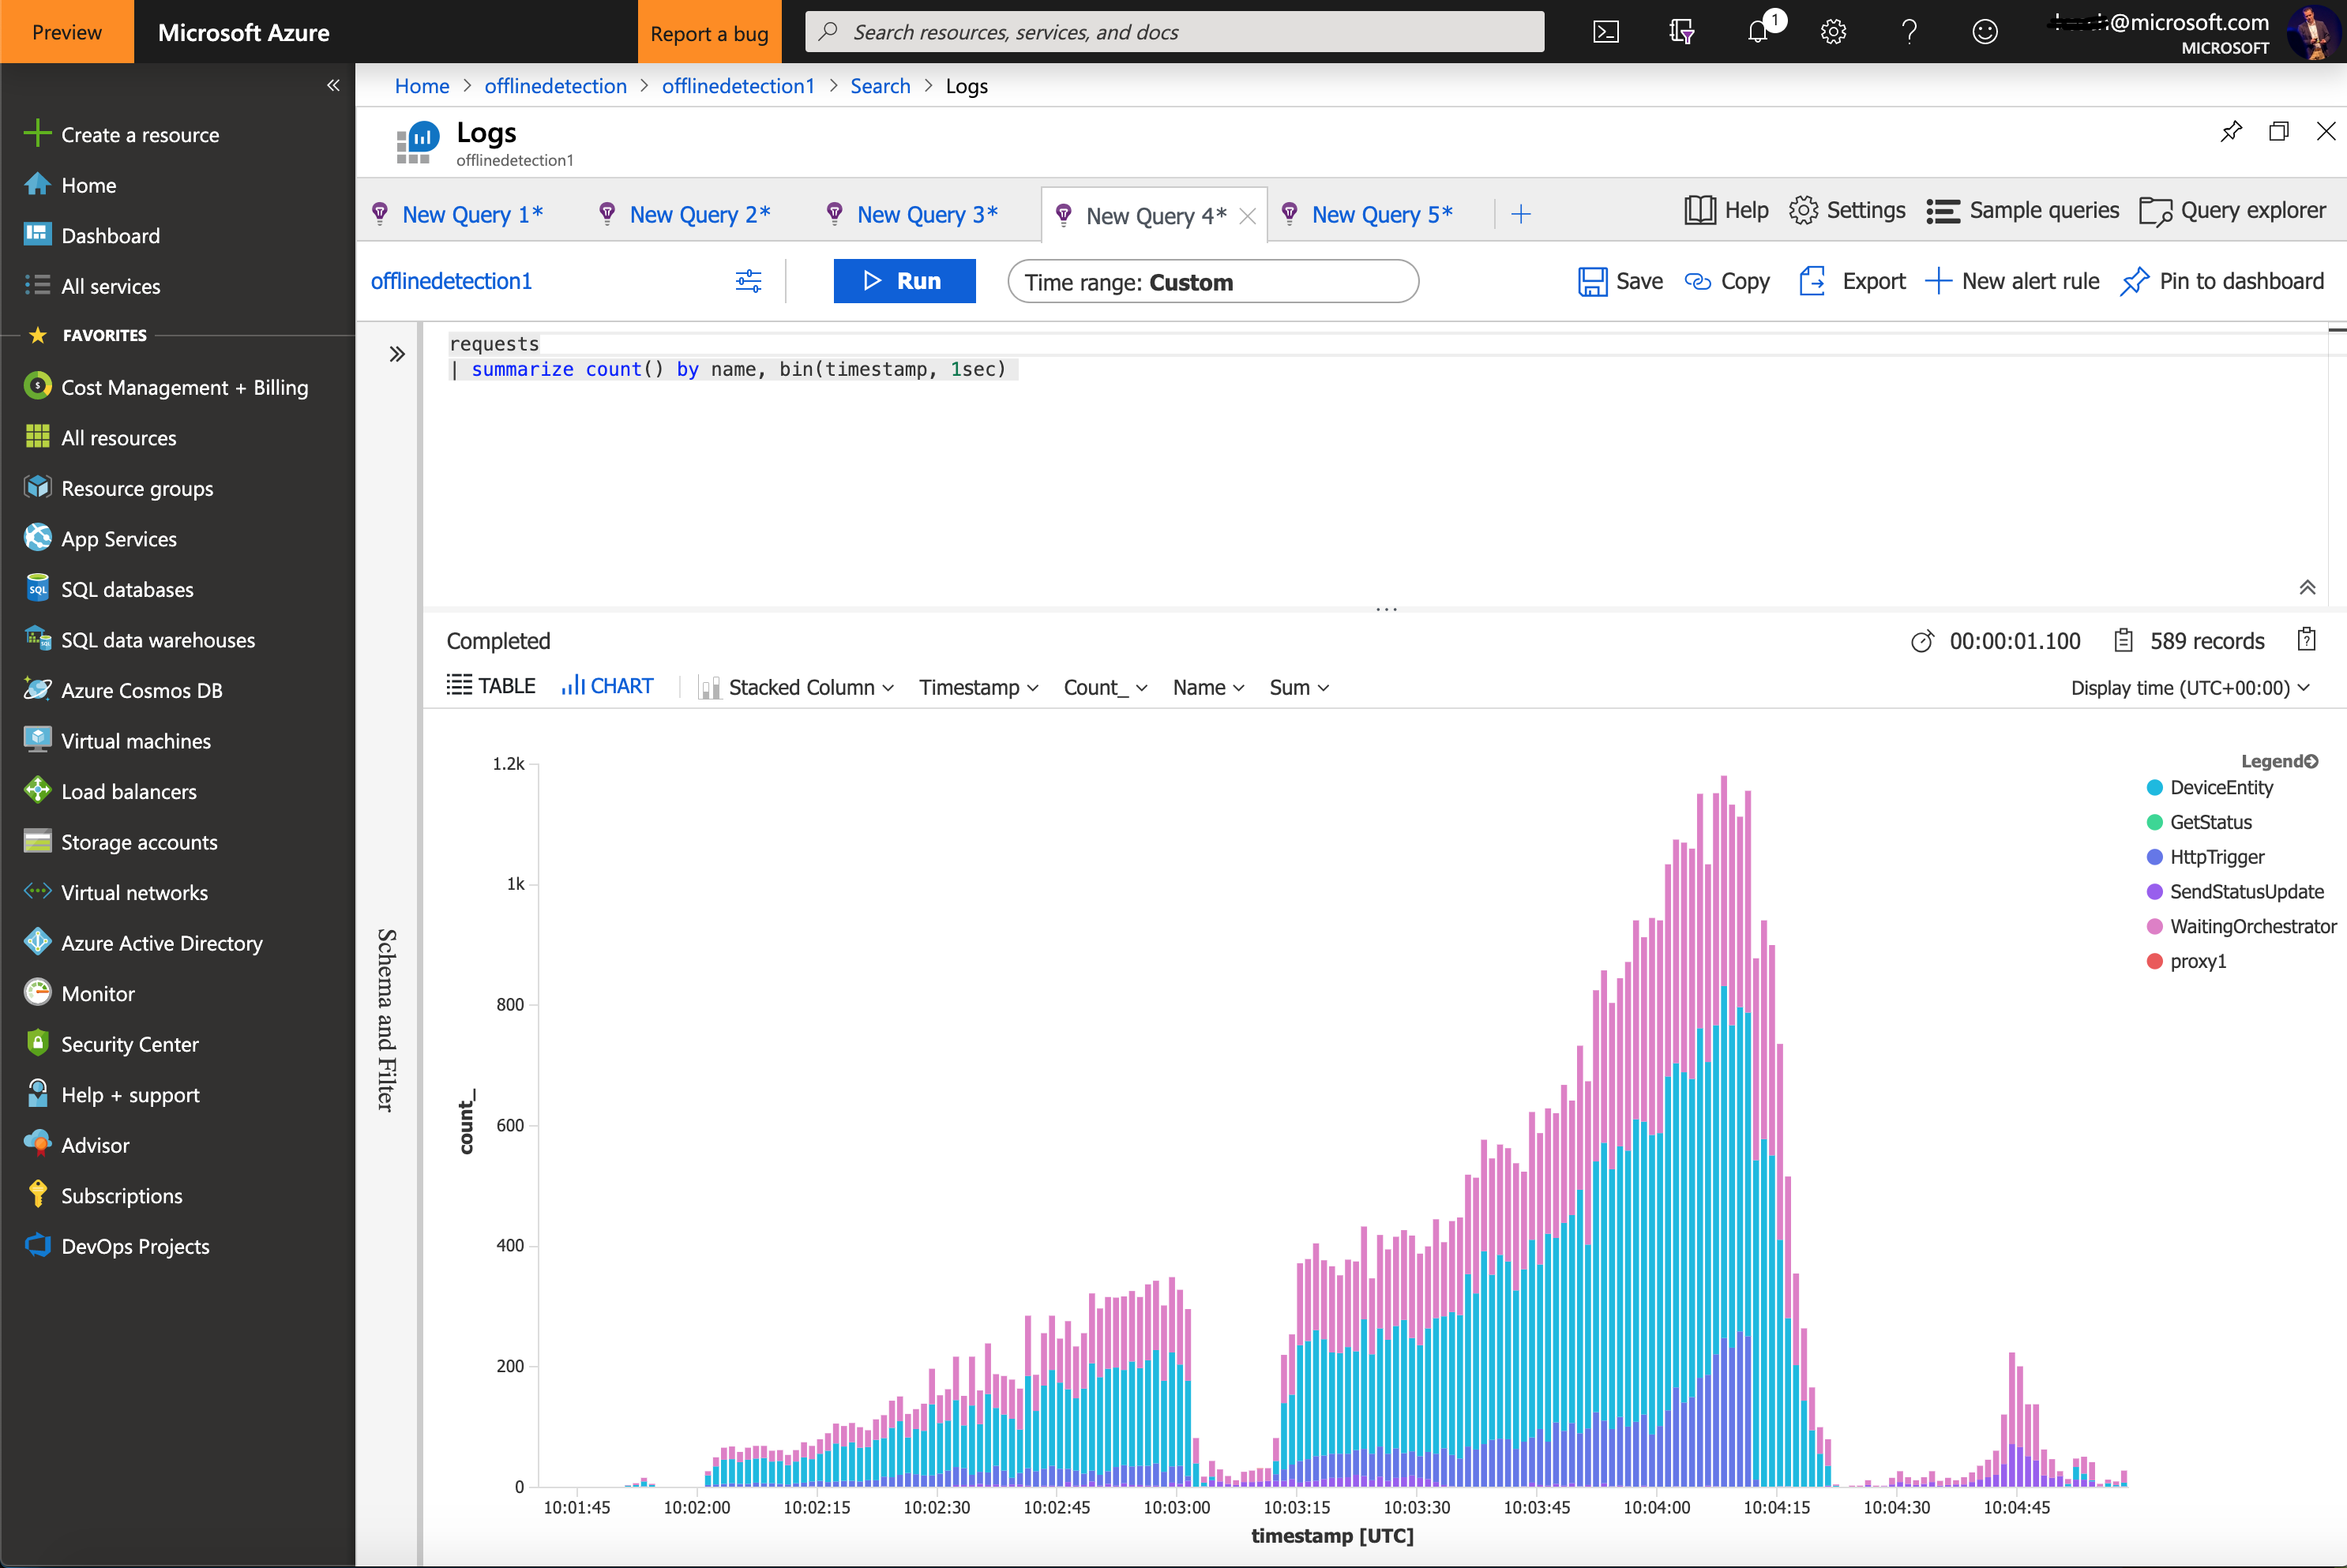 Preview
Microsoft Azure
Report a bug
Search resources, services, and docs
1
@microsoft.com
MICROSOFT
Create a resource
Home
Dashboard
All services
FAVORITES
Cost Management + Billing
All resources
Resource groups
App Services
SQL databases
SQL data warehouses
Azure Cosmos DB
Virtual machines
Load balancers
Storage accounts
Virtual networks
Azure Active Directory
Monitor
Security Center
Help + support
Advisor
Subscriptions
DevOps Projects
Home > offlinedetection > offlinedetection1 > Search > Logs
Logs
offlinedetection1
New Query 1* New Query 2* New Query 3* New Query 4* New Query 5*
Help Settings Sample queries Query explorer
offlinedetection1
Run
Time range: Custom
Save Copy Export New alert rule Pin to dashboard
requests
| summarize count() by name, bin(timestamp, 1sec)
Schema and Filter
Completed
00:00:01.100 589 records
TABLE CHART Stacked Column Timestamp Count_ Name Sum
Display time (UTC+00:00)
1.2k
1k
800
600
400
200
0
count_
10:01:45 10:02:00 10:02:15 10:02:30 10:02:45 10:03:00 10:03:15 10:03:30 10:03:45 10:04:00 10:04:15 10:04:30 10:04:45
timestamp [UTC]
Legend
DeviceEntity
GetStatus
HttpTrigger
SendStatusUpdate
WaitingOrchestrator
proxy1